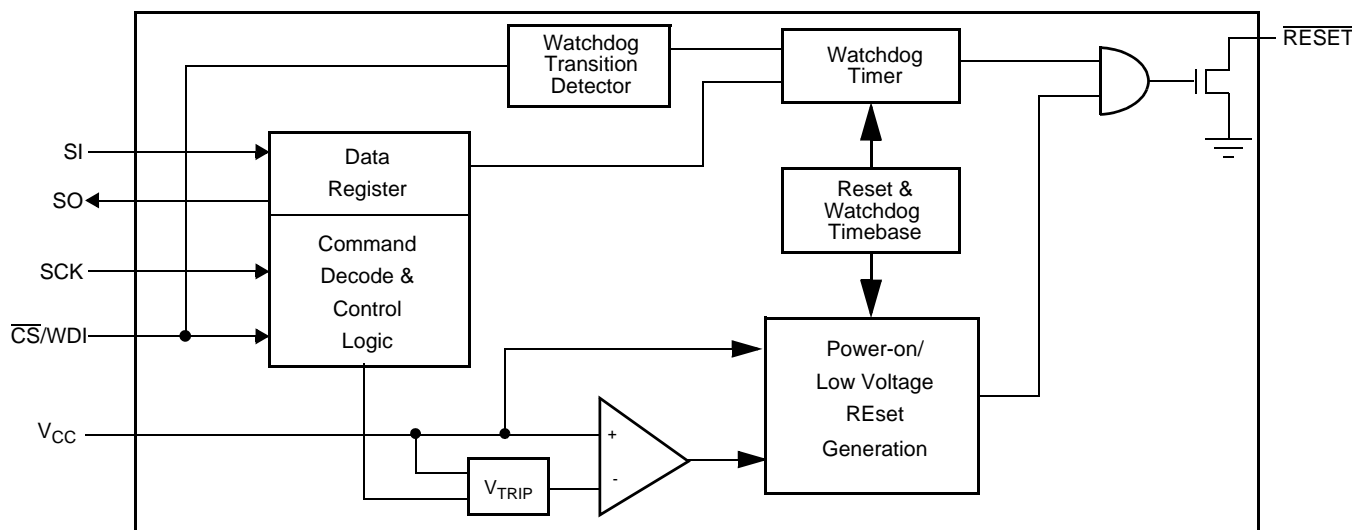 Watchdog
Transition
Detector
Watchdog
Timer
RESET
SI
SO
SCK
CS/WDI
VCC
Data
Register
Command
Decode &
Control
Logic
Reset &
Watchdog
Timebase
Power-on/
Low Voltage
REset
Generation
+
-
VTRIP